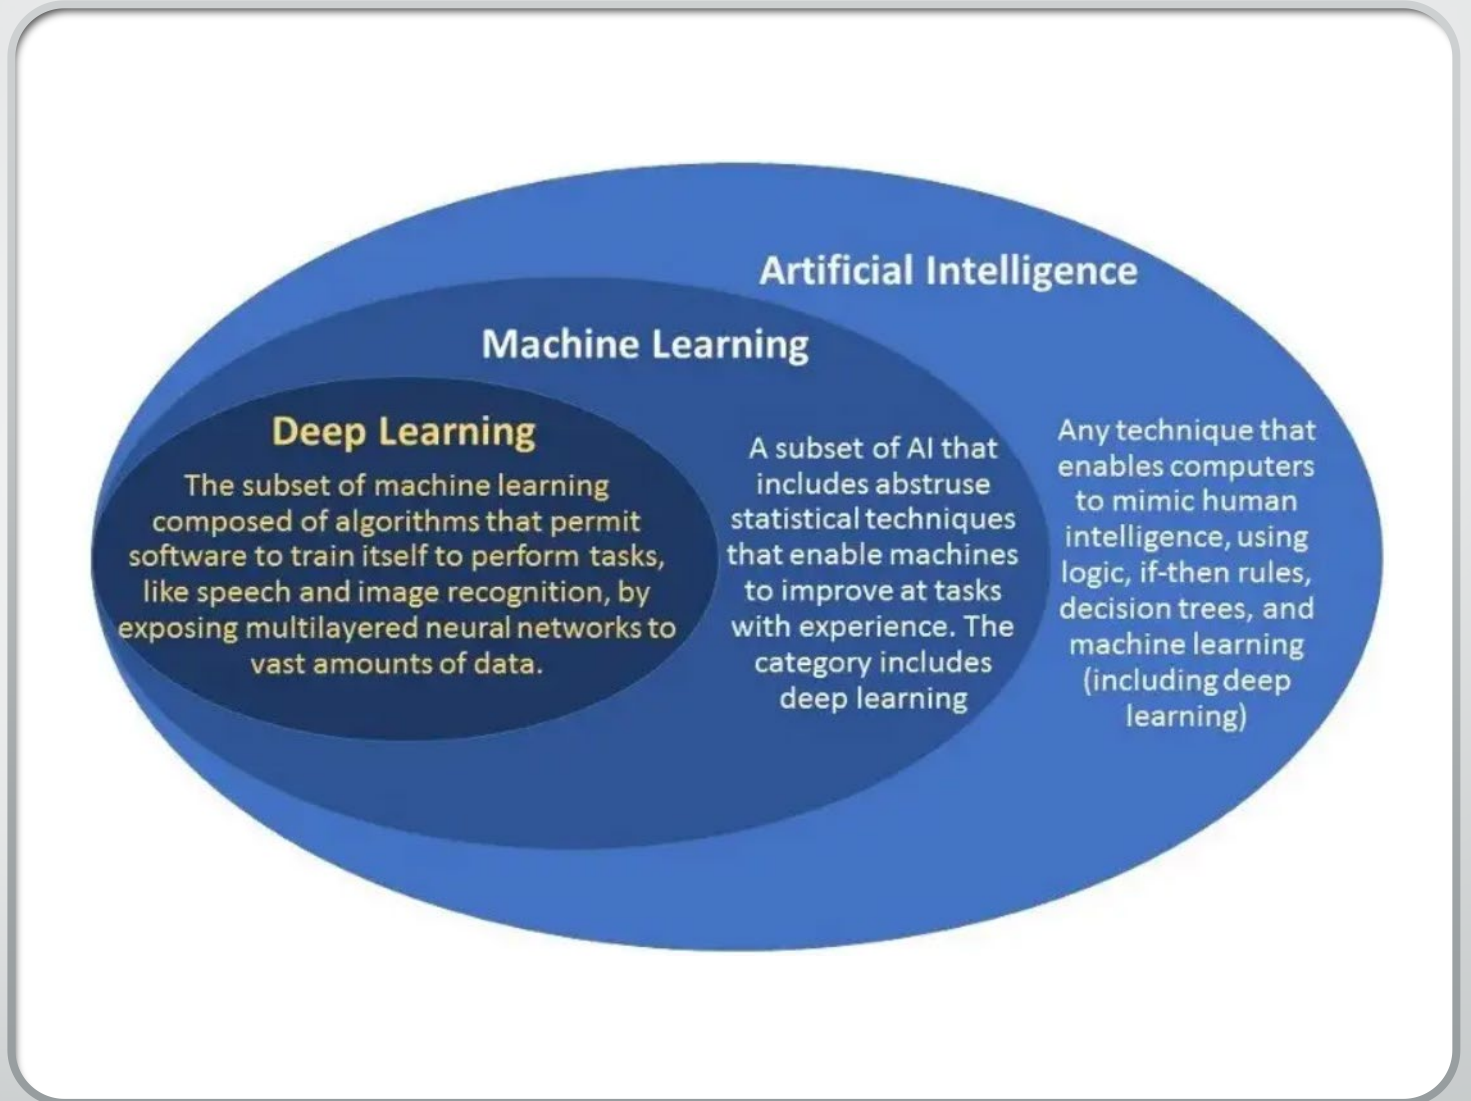 Artificial Intelligence
Machine Learning
Deep Learning
The subset of machine learning
composed of algorithms that permit
software to train itself to perform tasks,
like speech and image recognition, by
exposing multilayered neural networks to
vast amounts of data.
A subset of AI that
includes abstruse
statistical techniques
that enable machines
to improve at tasks
with experience. The
category includes
deep learning
Any technique that
enables computers
to mimic human
intelligence, using
logic, if-then rules,
decision trees, and
machine learning
(including deep
learning)